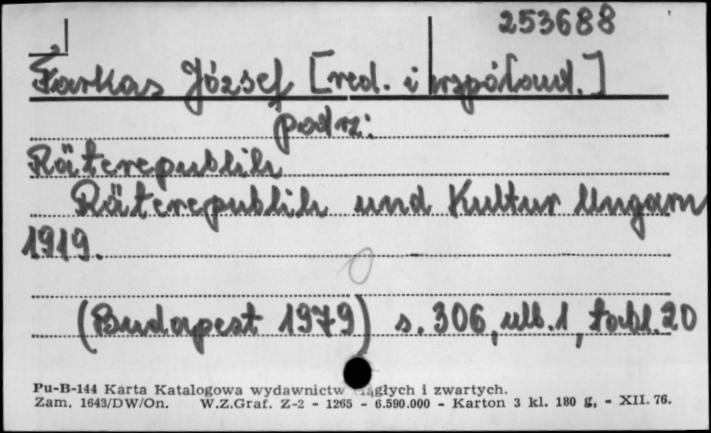 253688
Farkas József [red. i współaut.]
podrz:
Räterepublik
Räterepublik und Kultur Ungarn
1919.
(Budapest 1979) s. 306, ulb. 1, tabl. 20
Pu-B-144 Karta Katalogowa wydawnictw ciągłych i zwartych.
Zam. 1643/DW/On. W.Z.Graf. Z-2 - 1265 - 6.590.000 - Karton 3 kl. 180 g, - XII. 76.